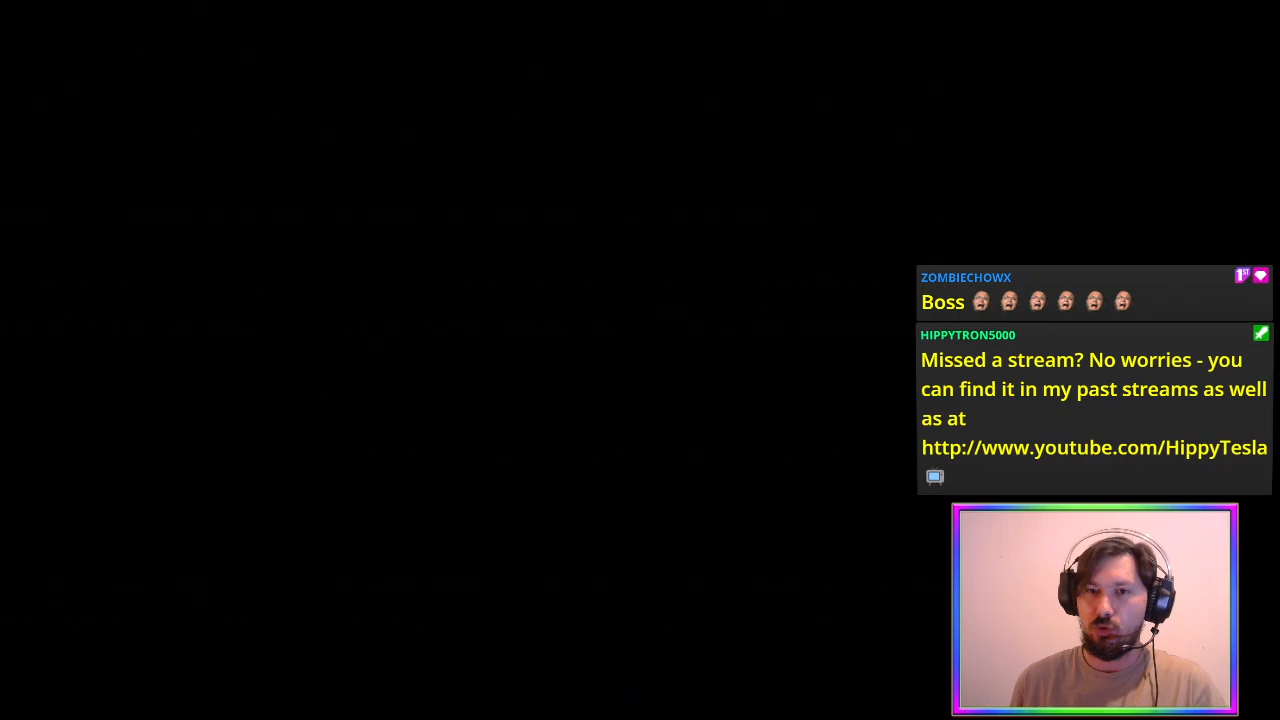 ZOMBIECHOWX
1ST
Boss
HIPPYTRON5000
Missed a stream? No worries - you
can find it in my past streams as well
as at
http://www.youtube.com/HippyTesla